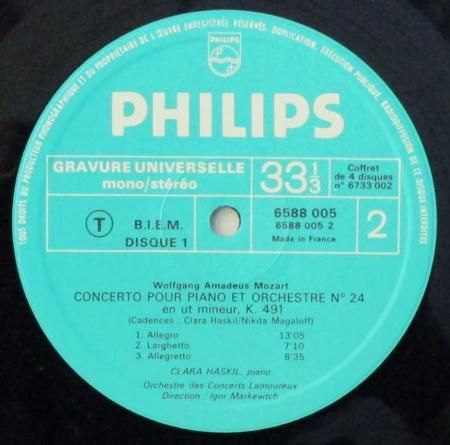 TOUS DROITS DU PRODUCTEUR PHONOGRAPHIQUE ET DU PROPRIÉTAIRE DE L'ŒUVRE ENREGISTRÉE RÉSERVÉS. SAUF AUTORISATION, DUPLICATION, EXÉCUTION PUBLIQUE, RADIODIFFUSION DE CE DISQUE INTERDITES
PHILIPS
PHILIPS
GRAVURE UNIVERSELLE
mono/stéréo
33 1/3
Coffret
de 4 disques
n° 6733 002
T
B.I.E.M.
DISQUE 1
6588 005
6588 005 2
Made in France
2
Wolfgang Amadeus Mozart
CONCERTO POUR PIANO ET ORCHESTRE N° 24
en ut mineur, K. 491
(Cadences : Clara Haskil/Nikita Magaloff)
1. Allegro 13'05
2. Larghetto 7'10
3. Allegretto 8'35
CLARA HASKIL, piano
Orchestre des Concerts Lamoureux
Direction : Igor Markewitch